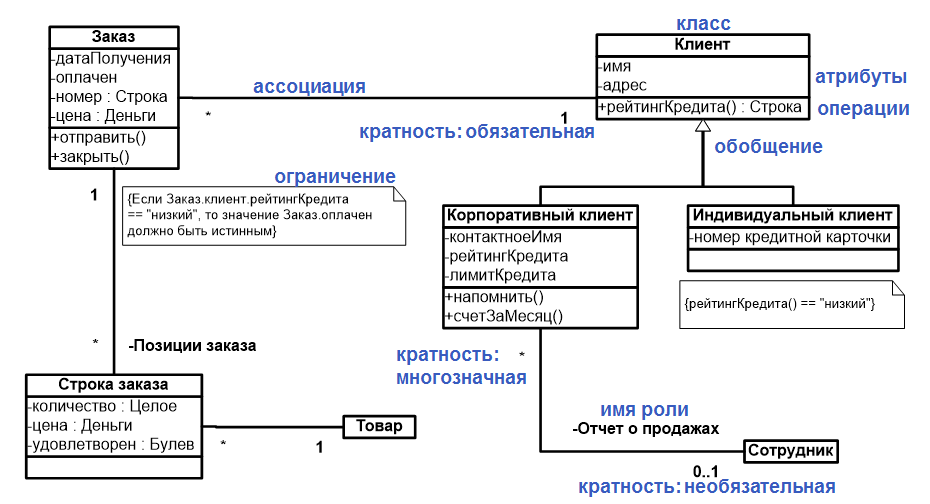 класс
Заказ
-датаПолучения
-оплачен
-номер : Строка
-цена : Деньги
+отправить()
+закрыть()
ассоциация
*
1
кратность: обязательная
Клиент
-имя
-адрес
+рейтингКредита() : Строка
атрибуты
операции
обобщение
ограничение
1
{Если Заказ.клиент.рейтингКредита
== "низкий", то значение Заказ.оплачен
должно быть истинным}
Корпоративный клиент
-контактноеИмя
-рейтингКредита
-лимитКредита
+напомнить()
+счетЗаМесяц()
Индивидуальный клиент
-номер кредитной карточки
{рейтингКредита() == "низкий"}
*
-Позиции заказа
кратность:
многозначная
*
Строка заказа
-количество : Целое
-цена : Деньги
-удовлетворен : Булев
*
1
Товар
имя роли
-Отчет о продажах
Сотрудник
0..1
кратность: необязательная